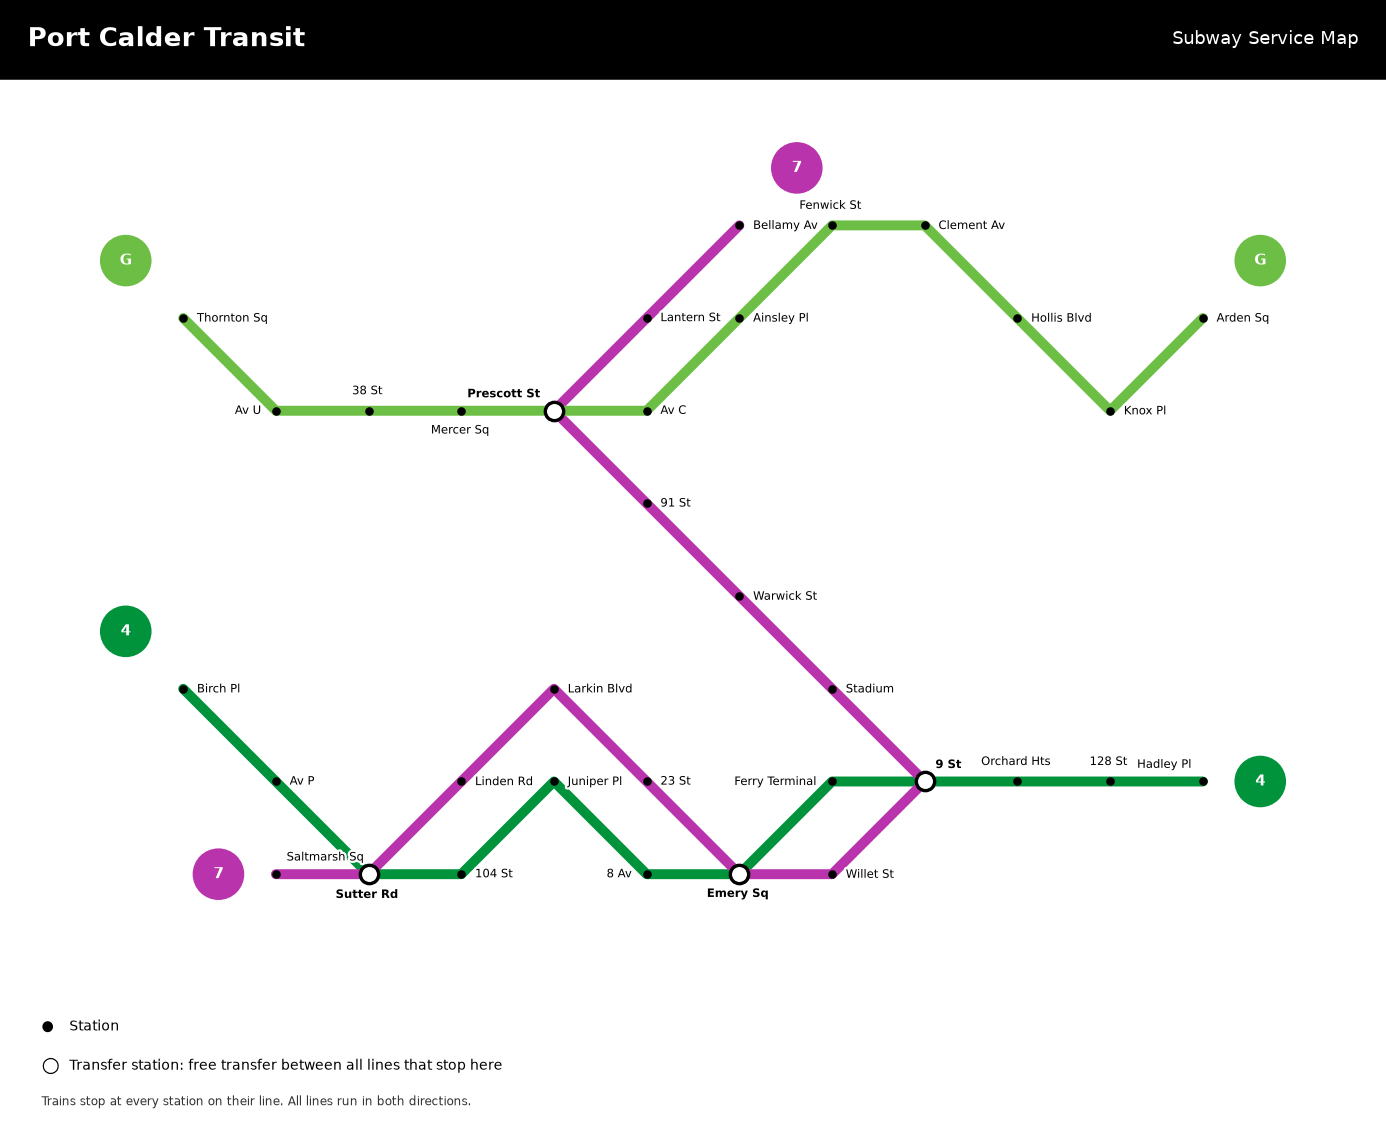 Port Calder Transit
Subway Service Map
7
Fenwick St
Bellamy Av
Clement Av
G
G
Thornton Sq
Lantern St
Ainsley Pl
Hollis Blvd
Arden Sq
38 St
Prescott St
Av U
Av C
Knox Pl
Mercer Sq
91 St
Warwick St
4
Birch Pl
Larkin Blvd
Stadium
9 St
Orchard Hts
128 St
Hadley Pl
Av P
Linden Rd
Juniper Pl
23 St
Ferry Terminal
4
Saltmarsh Sq
7
104 St
8 Av
Willet St
Sutter Rd
Emery Sq
Station
Transfer station: free transfer between all lines that stop here
Trains stop at every station on their line. All lines run in both directions.